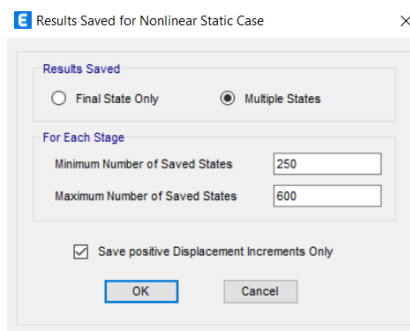 E Results Saved for Nonlinear Static Case
Results Saved
Final State Only Multiple States
For Each Stage
Minimum Number of Saved States 250
Maximum Number of Saved States 600
Save positive Displacement Increments Only
OK Cancel